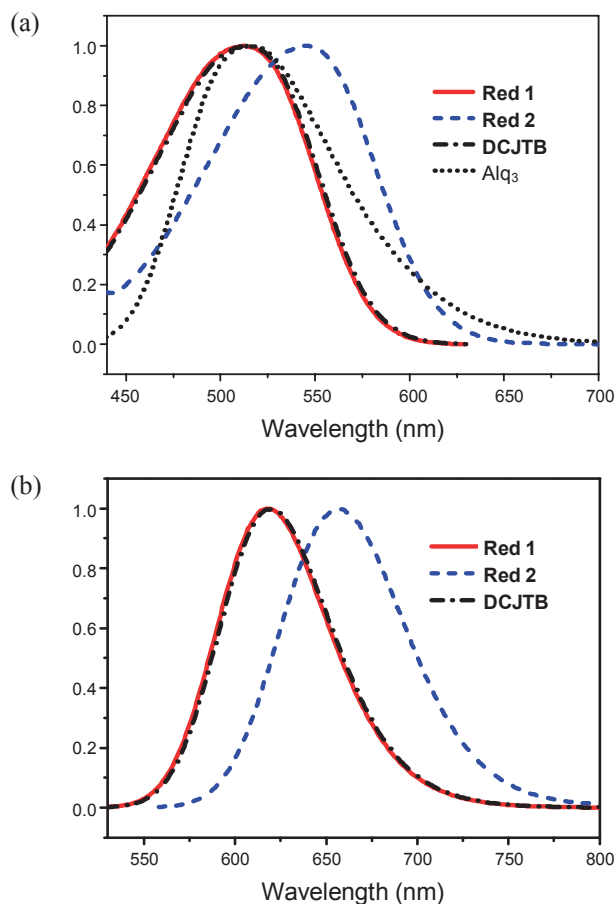 (a)
1.0
0.8
0.6
0.4
0.2
0.0
Red 1
Red 2
DCJTB
Alq₃
450 500 550 600 650 700
Wavelength (nm)
(b)
1.0
0.8
0.6
0.4
0.2
0.0
Red 1
Red 2
DCJTB
550 600 650 700 750 800
Wavelength (nm)